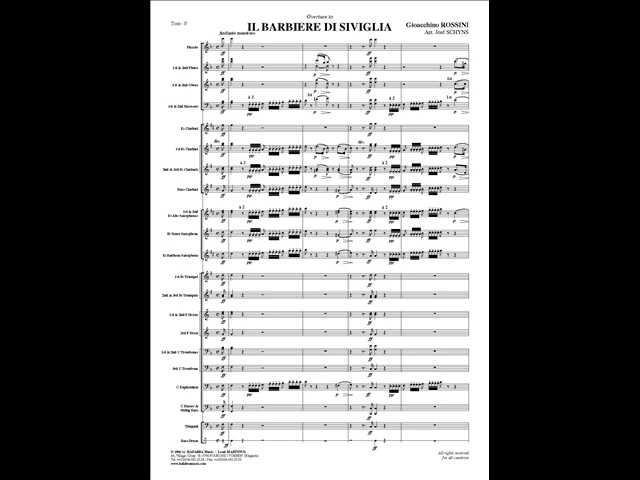 Overture to
IL BARBIERE DI SIVIGLIA
Gioacchino ROSSINI
Arr. José SCHYNS
Time - 8'
Andante maestoso
Piccolo
1st & 2nd Flutes
1st & 2nd Oboes
1st & 2nd Bassoons
Eb Clarinet
1st Bb Clarinet
2nd & 3rd Bb Clarinets
Bass Clarinet
1st & 2nd
Eb Alto Saxophones
Bb Tenor Saxophone
Eb Baritone Saxophone
1st Bb Trumpet
2nd & 3rd Bb Trumpets
1st & 2nd F Horns
3rd F Horn
1st & 2nd C Trombones
3rd C Trombone
C Euphonium
C Basses &
String Bass
Timpani
Bass Drum
All rights reserved
for all countries